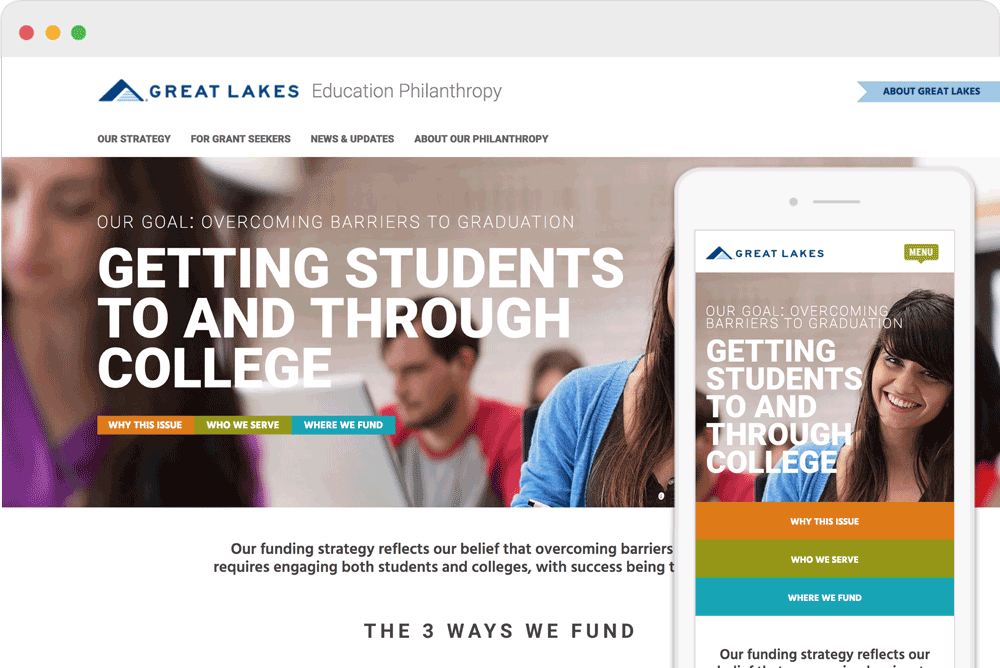 GREAT LAKES Education Philanthropy
ABOUT GREAT LAKES
OUR STRATEGY FOR GRANT SEEKERS NEWS & UPDATES ABOUT OUR PHILANTHROPY
OUR GOAL: OVERCOMING BARRIERS TO GRADUATION
GETTING STUDENTS
TO AND THROUGH
COLLEGE
WHY THIS ISSUE WHO WE SERVE WHERE WE FUND
Our funding strategy reflects our belief that overcoming barriers
requires engaging both students and colleges, with success being
THE 3 WAYS WE FUND
GREAT LAKES
MENU
OUR GOAL: OVERCOMING
BARRIERS TO GRADUATION
GETTING
STUDENTS
TO AND
THROUGH
COLLEGE
WHY THIS ISSUE
WHO WE SERVE
WHERE WE FUND
Our funding strategy reflects our